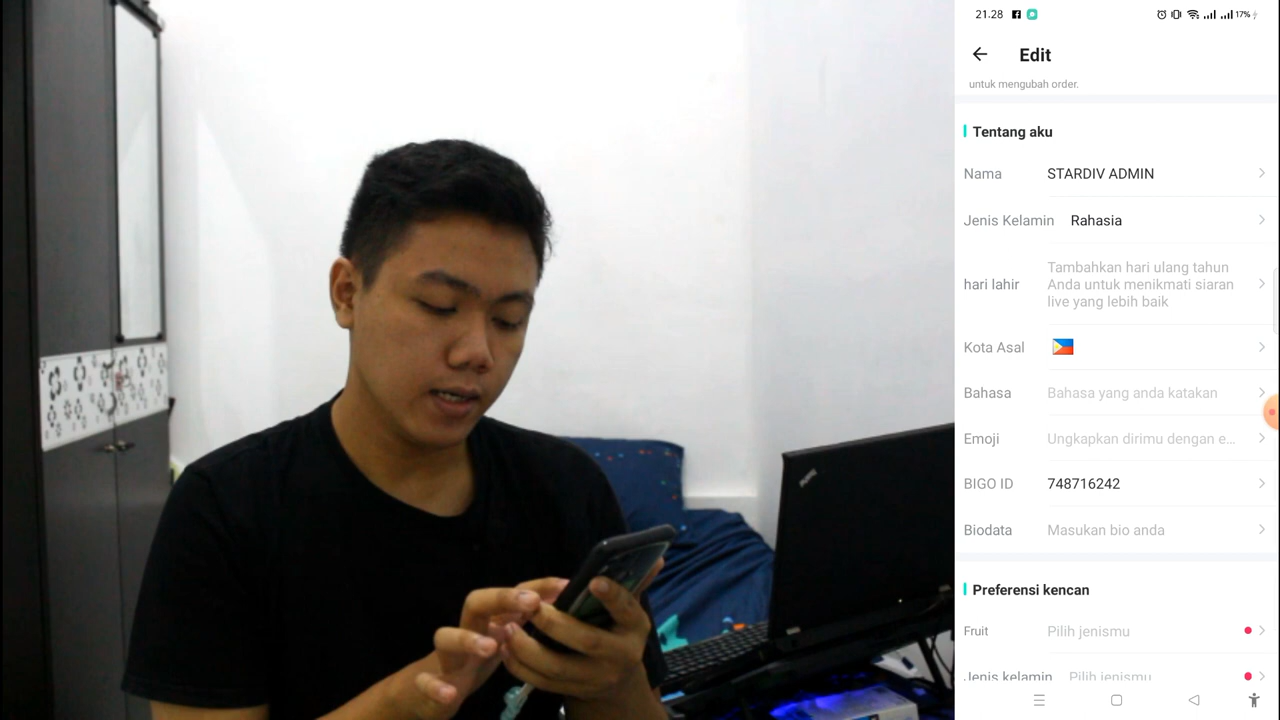 21.28
17%
Edit
untuk mengubah order.
Tentang aku
Nama STARDIV ADMIN
Jenis Kelamin Rahasia
hari lahir
Tambahkan hari ulang tahun
Anda untuk menikmati siaran
live yang lebih baik
Kota Asal
Bahasa Bahasa yang anda katakan
Emoji Ungkapkan dirimu dengan e...
BIGO ID 748716242
Biodata Masukan bio anda
Preferensi kencan
Fruit Pilih jenismu
Jenis kelamin Pilih jenismu